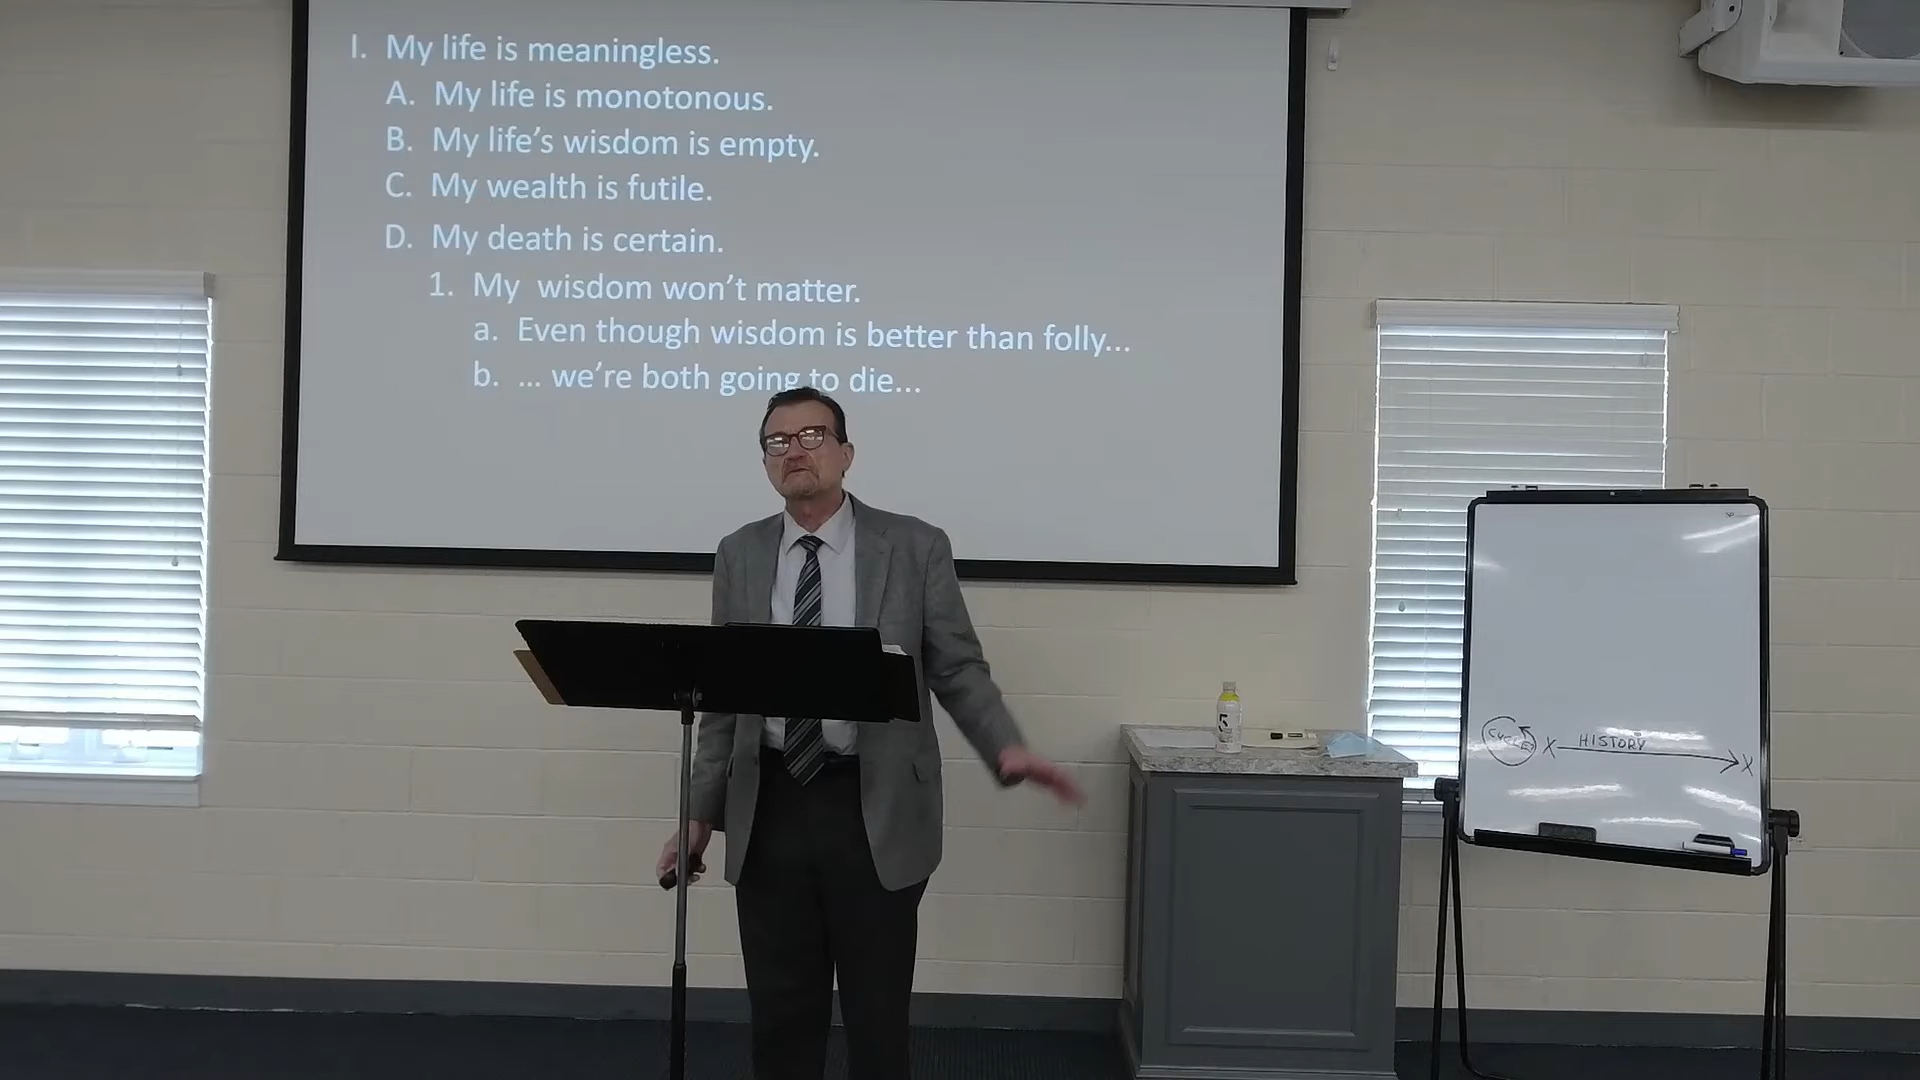 I. My life is meaningless.
A. My life is monotonous.
B. My life's wisdom is empty.
C. My wealth is futile.
D. My death is certain.
1. My wisdom won't matter.
a. Even though wisdom is better than folly...
b. ... we're both going to die...
X HISTORY X